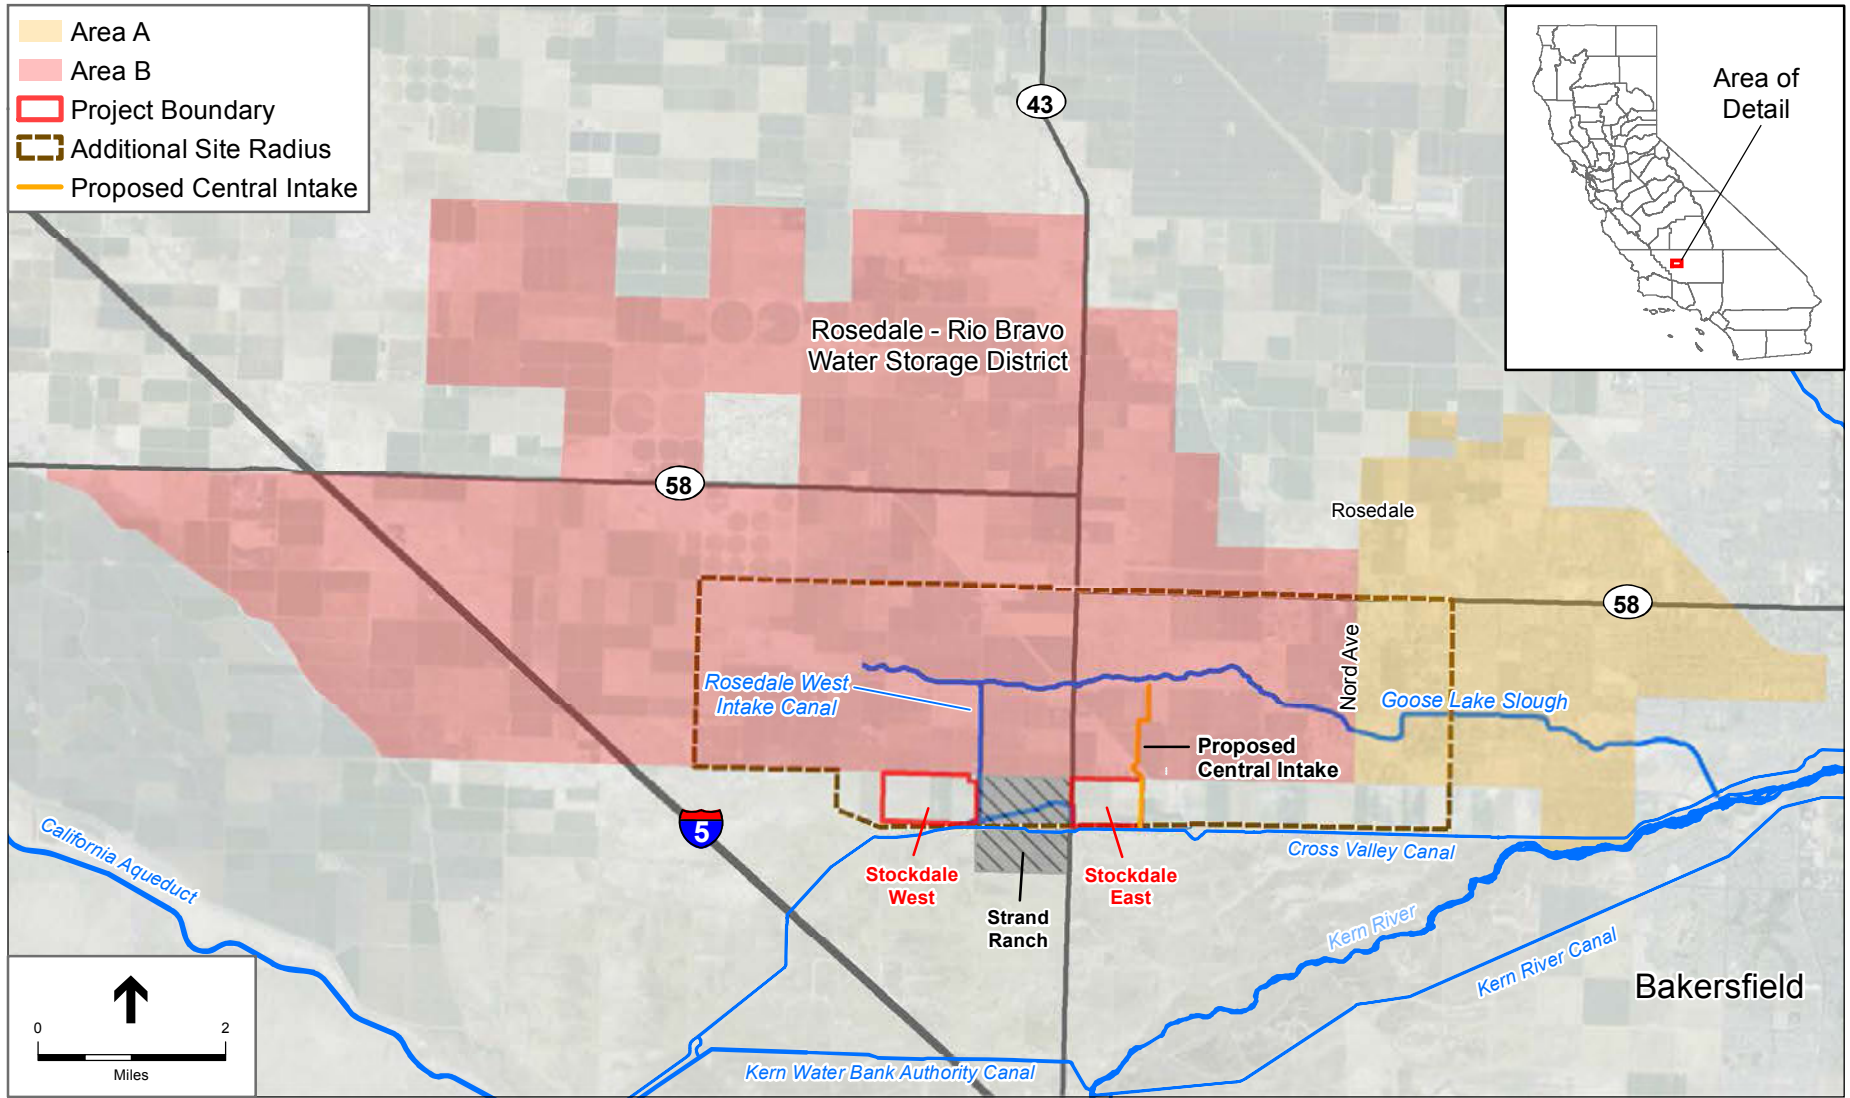 Area A
Area B
Project Boundary
Additional Site Radius
Proposed Central Intake
43
Area of
Detail
Rosedale - Rio Bravo
Water Storage District
58
Rosedale
58
Nord Ave
Rosedale West
Intake Canal
Goose Lake Slough
Proposed
Central Intake
5
California Aqueduct
Stockdale
West
Stockdale
East
Cross Valley Canal
Strand
Ranch
Kern River
Kern River Canal
Bakersfield
0 2
Miles
Kern Water Bank Authority Canal